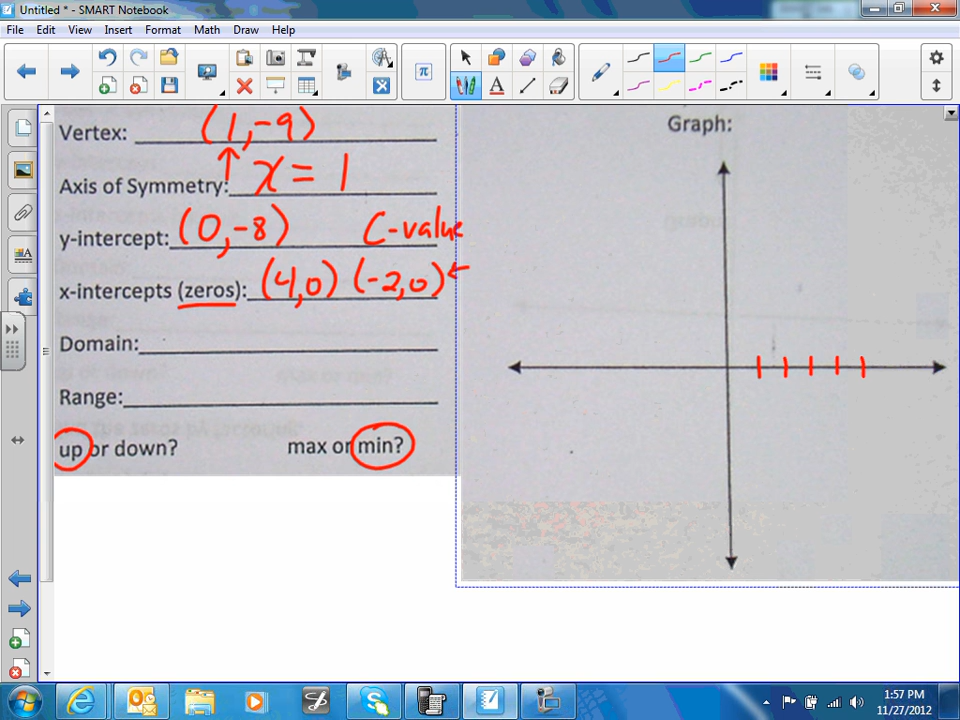 Untitled * - SMART Notebook
File Edit View Insert Format Math Draw Help
Vertex: (1,-9)
Axis of Symmetry: x = 1
y-intercept: (0,-8) C-value
x-intercepts (zeros): (4,0) (-2,0)
Domain:
Range:
up or down? max or min?
Graph:
1:57 PM
11/27/2012